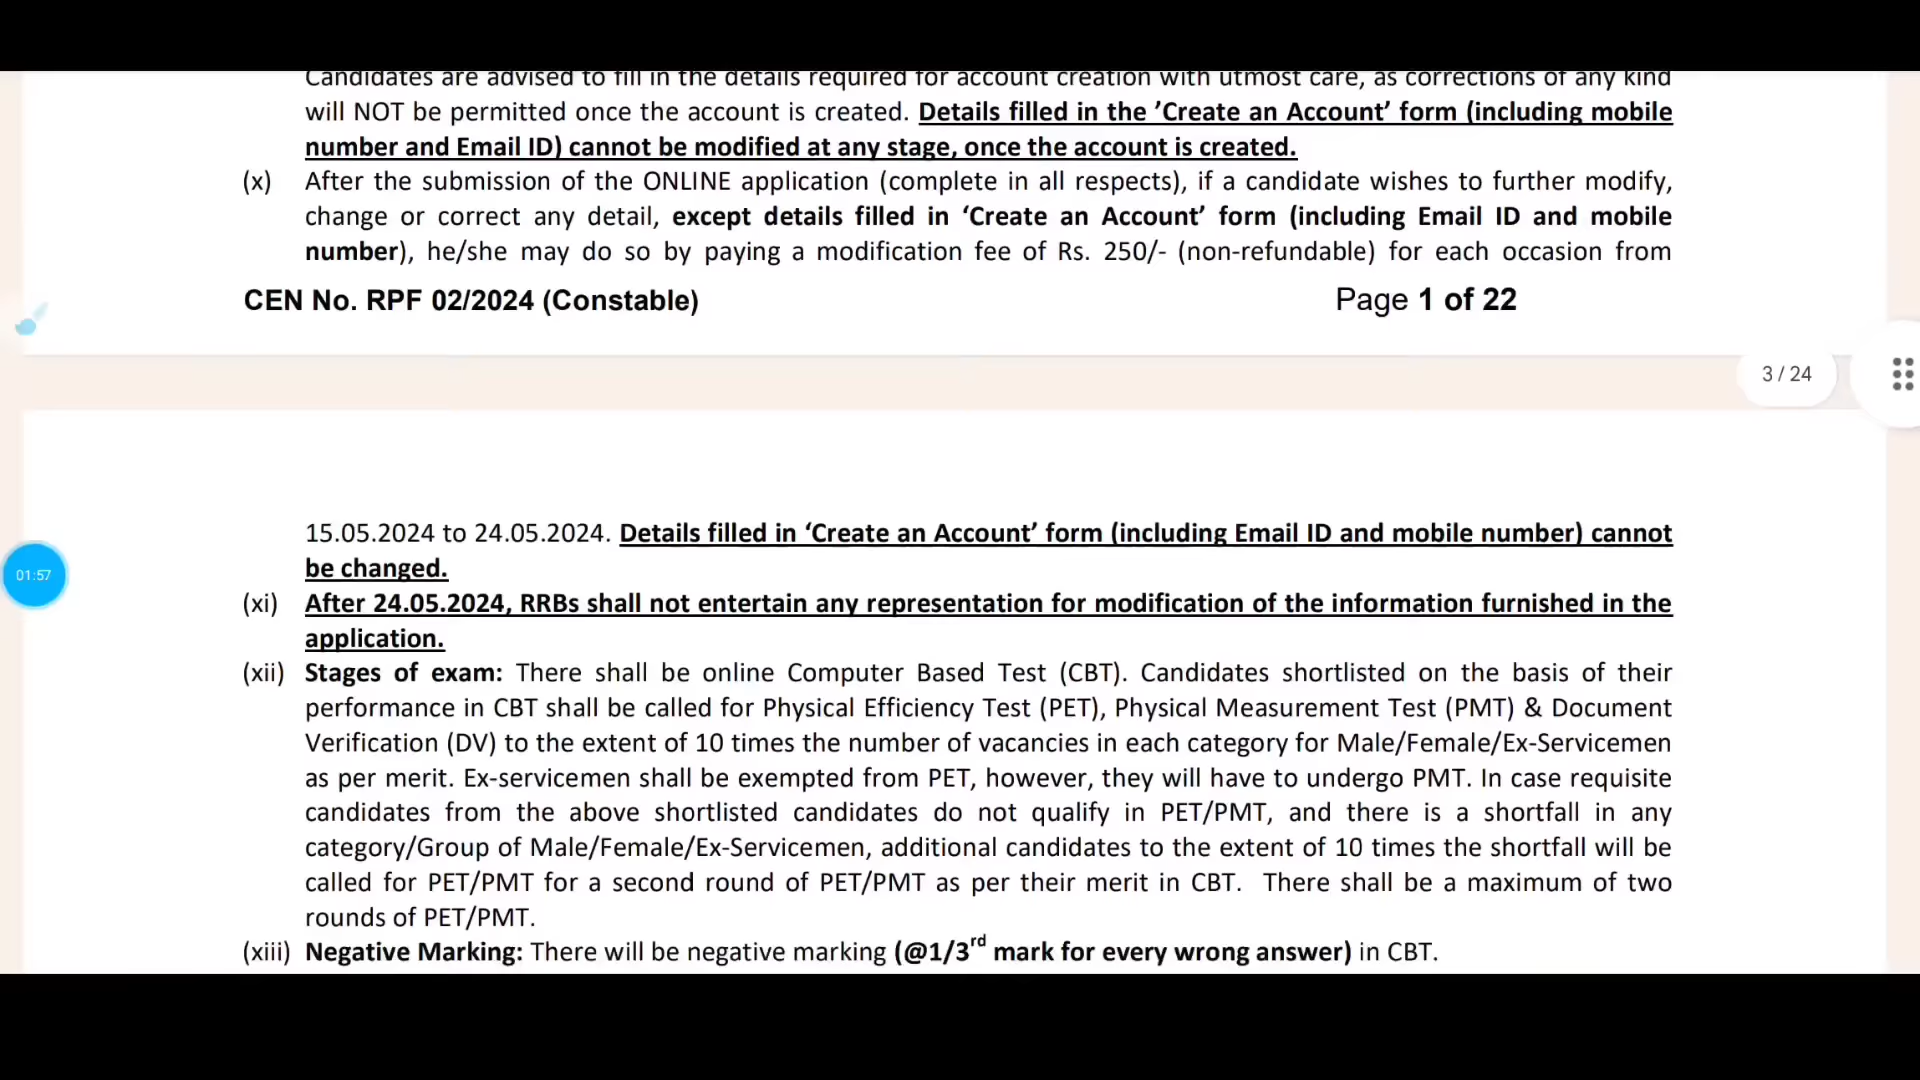 Candidates are advised to fill in the details required for account creation with utmost care, as corrections of any kind
will NOT be permitted once the account is created. Details filled in the ’Create an Account’ form (including mobile
number and Email ID) cannot be modified at any stage, once the account is created.
(x) After the submission of the ONLINE application (complete in all respects), if a candidate wishes to further modify,
change or correct any detail, except details filled in ‘Create an Account’ form (including Email ID and mobile
number), he/she may do so by paying a modification fee of Rs. 250/- (non-refundable) for each occasion from
CEN No. RPF 02/2024 (Constable) Page 1 of 22
3 / 24
15.05.2024 to 24.05.2024. Details filled in ‘Create an Account’ form (including Email ID and mobile number) cannot
be changed.
01:57
(xi) After 24.05.2024, RRBs shall not entertain any representation for modification of the information furnished in the
application.
(xii) Stages of exam: There shall be online Computer Based Test (CBT). Candidates shortlisted on the basis of their
performance in CBT shall be called for Physical Efficiency Test (PET), Physical Measurement Test (PMT) & Document
Verification (DV) to the extent of 10 times the number of vacancies in each category for Male/Female/Ex-Servicemen
as per merit. Ex-servicemen shall be exempted from PET, however, they will have to undergo PMT. In case requisite
candidates from the above shortlisted candidates do not qualify in PET/PMT, and there is a shortfall in any
category/Group of Male/Female/Ex-Servicemen, additional candidates to the extent of 10 times the shortfall will be
called for PET/PMT for a second round of PET/PMT as per their merit in CBT. There shall be a maximum of two
rounds of PET/PMT.
(xiii) Negative Marking: There will be negative marking (@1/3rd mark for every wrong answer) in CBT.